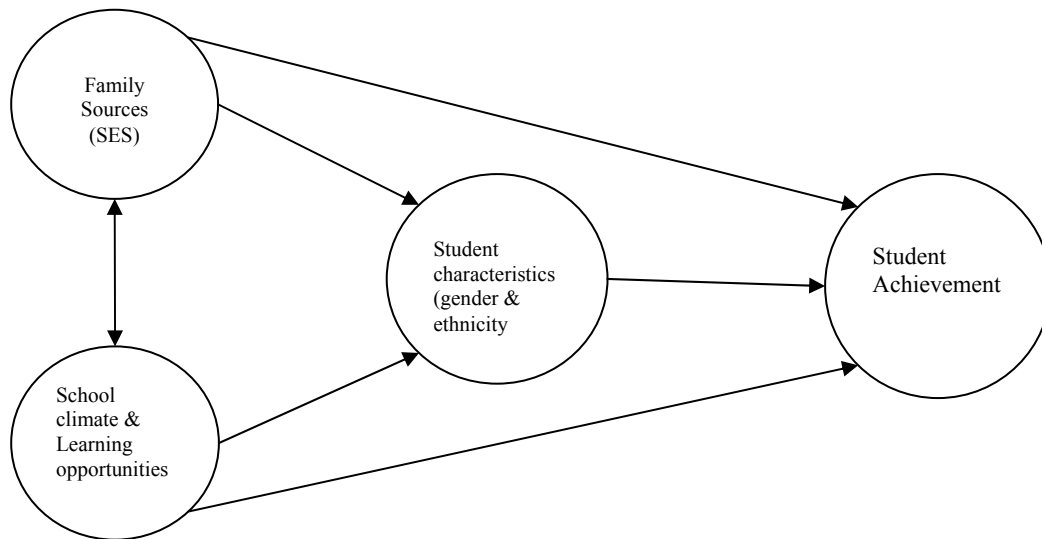 Family
Sources
(SES)
Student
characteristics
(gender &
ethnicity
Student
Achievement
School
climate &
Learning
opportunities